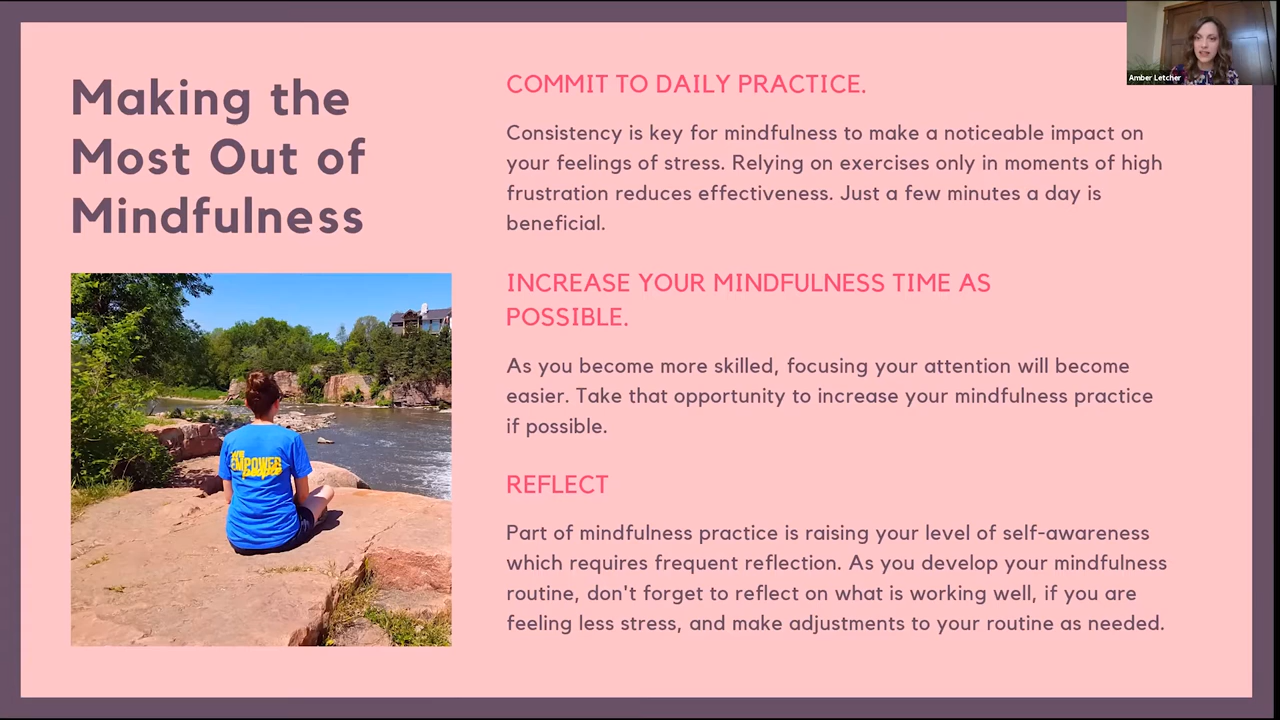 Making the
Most Out of
Mindfulness
COMMIT TO DAILY PRACTICE.
Consistency is key for mindfulness to make a noticeable impact on
your feelings of stress. Relying on exercises only in moments of high
frustration reduces effectiveness. Just a few minutes a day is
beneficial.
INCREASE YOUR MINDFULNESS TIME AS
POSSIBLE.
As you become more skilled, focusing your attention will become
easier. Take that opportunity to increase your mindfulness practice
if possible.
REFLECT
Part of mindfulness practice is raising your level of self-awareness
which requires frequent reflection. As you develop your mindfulness
routine, don't forget to reflect on what is working well, if you are
feeling less stress, and make adjustments to your routine as needed.
WE
EMPOWER
people
Amber Letcher